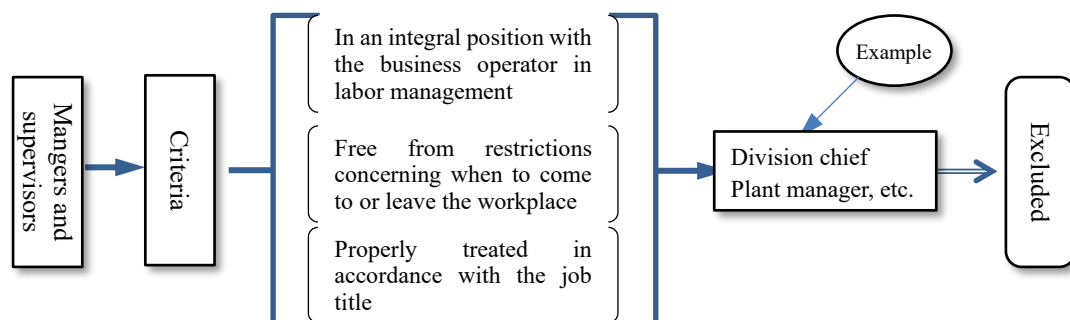 Mangers and
supervisors
Criteria
In an integral position with
the business operator in
labor management
Free from restrictions
concerning when to come
to or leave the workplace
Properly treated in
accordance with the job
title
Example
Division chief
Plant manager, etc.
Excluded